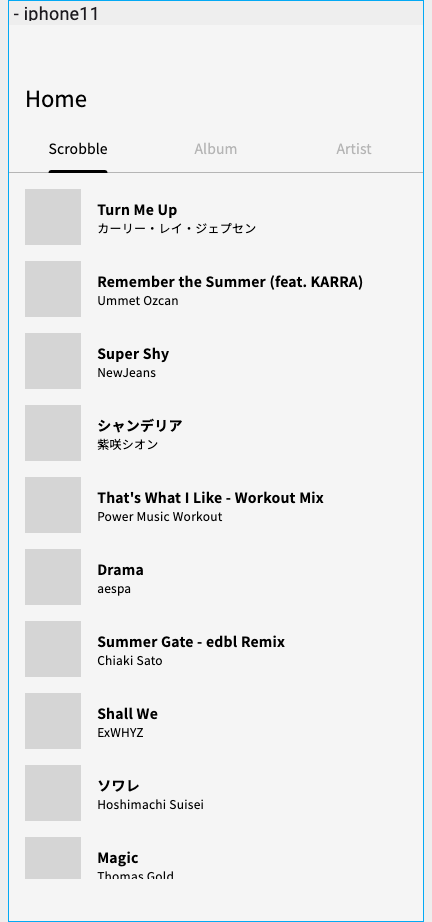 - iphone11
Home
Scrobble Album Artist
Turn Me Up
カーリー・レイ・ジェプセン
Remember the Summer (feat. KARRA)
Ummet Ozcan
Super Shy
NewJeans
シャンデリア
紫咲シオン
That's What I Like - Workout Mix
Power Music Workout
Drama
aespa
Summer Gate - edbl Remix
Chiaki Sato
Shall We
ExWHYZ
ソワレ
Hoshimachi Suisei
Magic
Thomas Gold